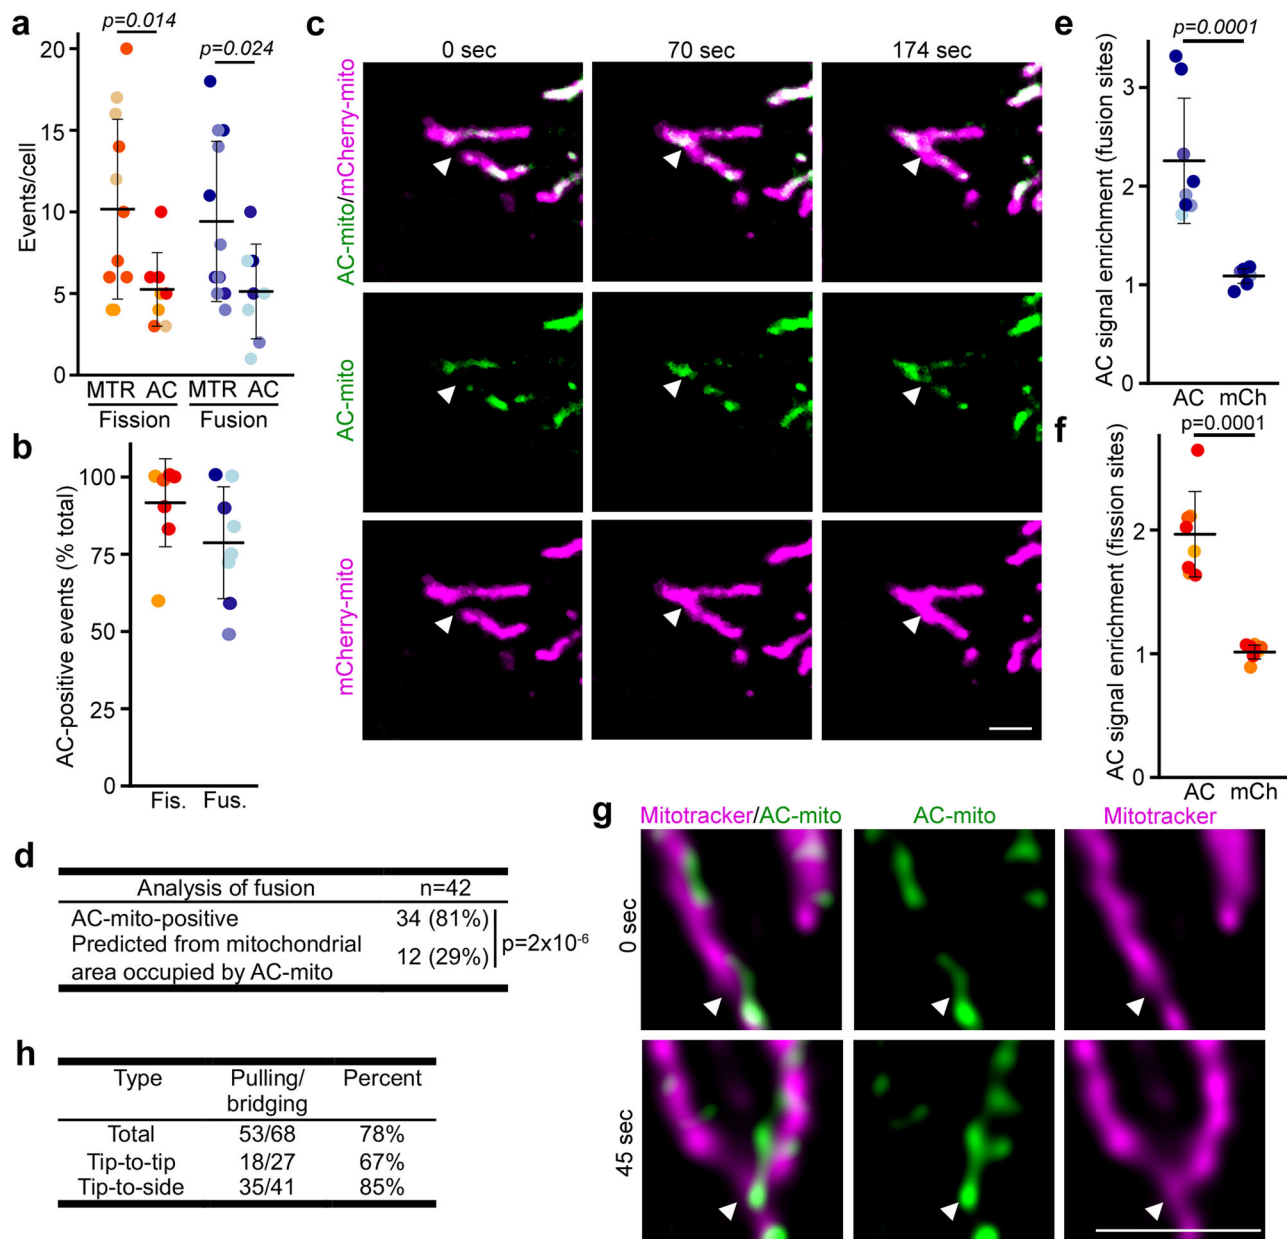 a
p=0.014
p=0.024
20
15
10
5
0
Events/cell
MTR AC MTR AC
Fission Fusion
b
100
75
50
25
0
AC-positive events (% total)
Fis. Fus.
c
0 sec 70 sec 174 sec
AC-mito/mCherry-mito
AC-mito
mCherry-mito
d
Analysis of fusion n=42
AC-mito-positive 34 (81%)
Predicted from mitochondrial
area occupied by AC-mito 12 (29%)
p=2x10⁻⁶
e
p=0.0001
3
2
1
0
AC signal enrichment (fusion sites)
AC mCh
f
p=0.0001
2
1
0
AC signal enrichment (fission sites)
AC mCh
g
Mitotracker/AC-mito AC-mito Mitotracker
0 sec
45 sec
h
Type Pulling/ Percent
bridging
Total 53/68 78%
Tip-to-tip 18/27 67%
Tip-to-side 35/41 85%